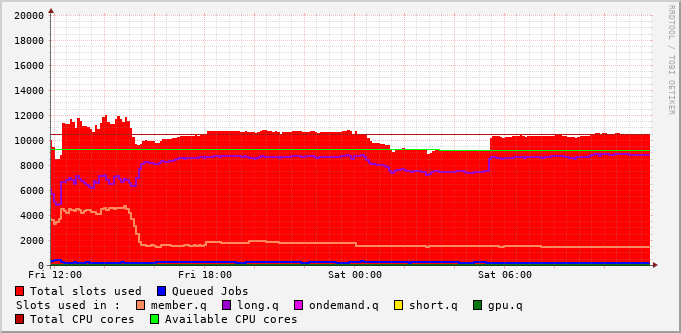 20000
18000
16000
14000
12000
10000
8000
6000
4000
2000
0
Fri 12:00 Fri 18:00 Sat 00:00 Sat 06:00
Total slots used Queued Jobs
Slots used in : member.q long.q ondemand.q short.q gpu.q
Total CPU cores Available CPU cores
RRDTOOL / TOBI OETIKER